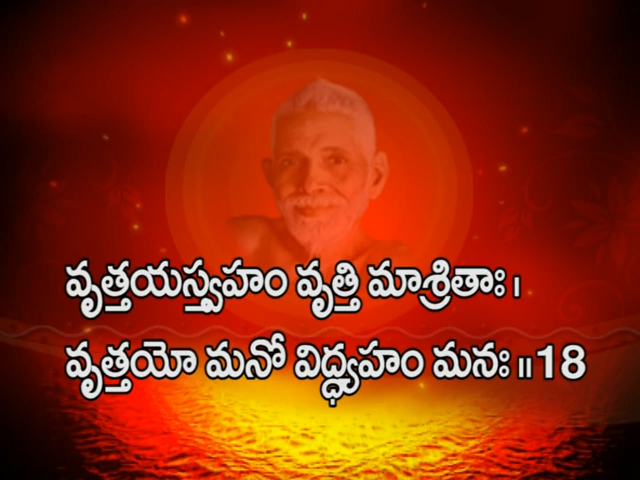 వృత్తయస్త్వహం వృత్తి మాశ్రితాః ।
వృత్తయో మనో విద్ధ్యహం మనః ॥18